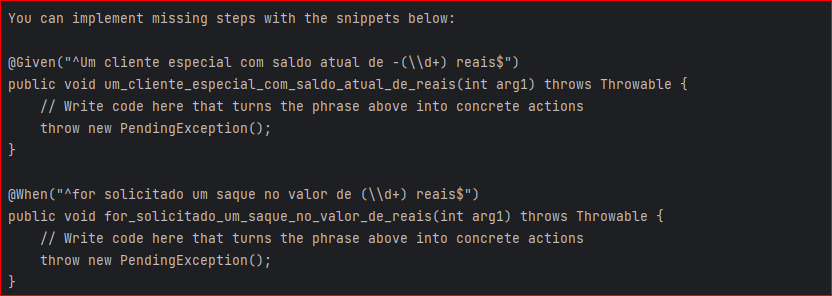 You can implement missing steps with the snippets below:
@Given("^Um cliente especial com saldo atual de -(\\d+) reais$")
public void um_cliente_especial_com_saldo_atual_de_reais(int arg1) throws Throwable {
// Write code here that turns the phrase above into concrete actions
throw new PendingException();
}
@When("^for solicitado um saque no valor de (\\d+) reais$")
public void for_solicitado_um_saque_no_valor_de_reais(int arg1) throws Throwable {
// Write code here that turns the phrase above into concrete actions
throw new PendingException();
}